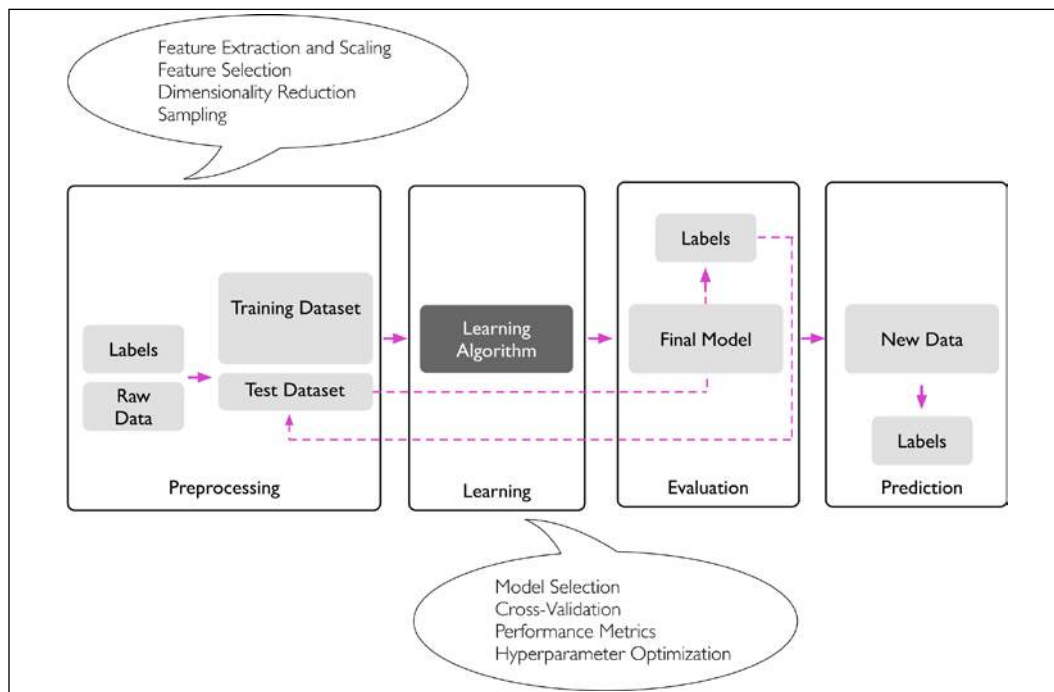 Feature Extraction and Scaling
Feature Selection
Dimensionality Reduction
Sampling
Labels
Raw
Data
Training Dataset
Test Dataset
Preprocessing
Learning
Algorithm
Learning
Labels
Final Model
Evaluation
New Data
Labels
Prediction
Model Selection
Cross-Validation
Performance Metrics
Hyperparameter Optimization